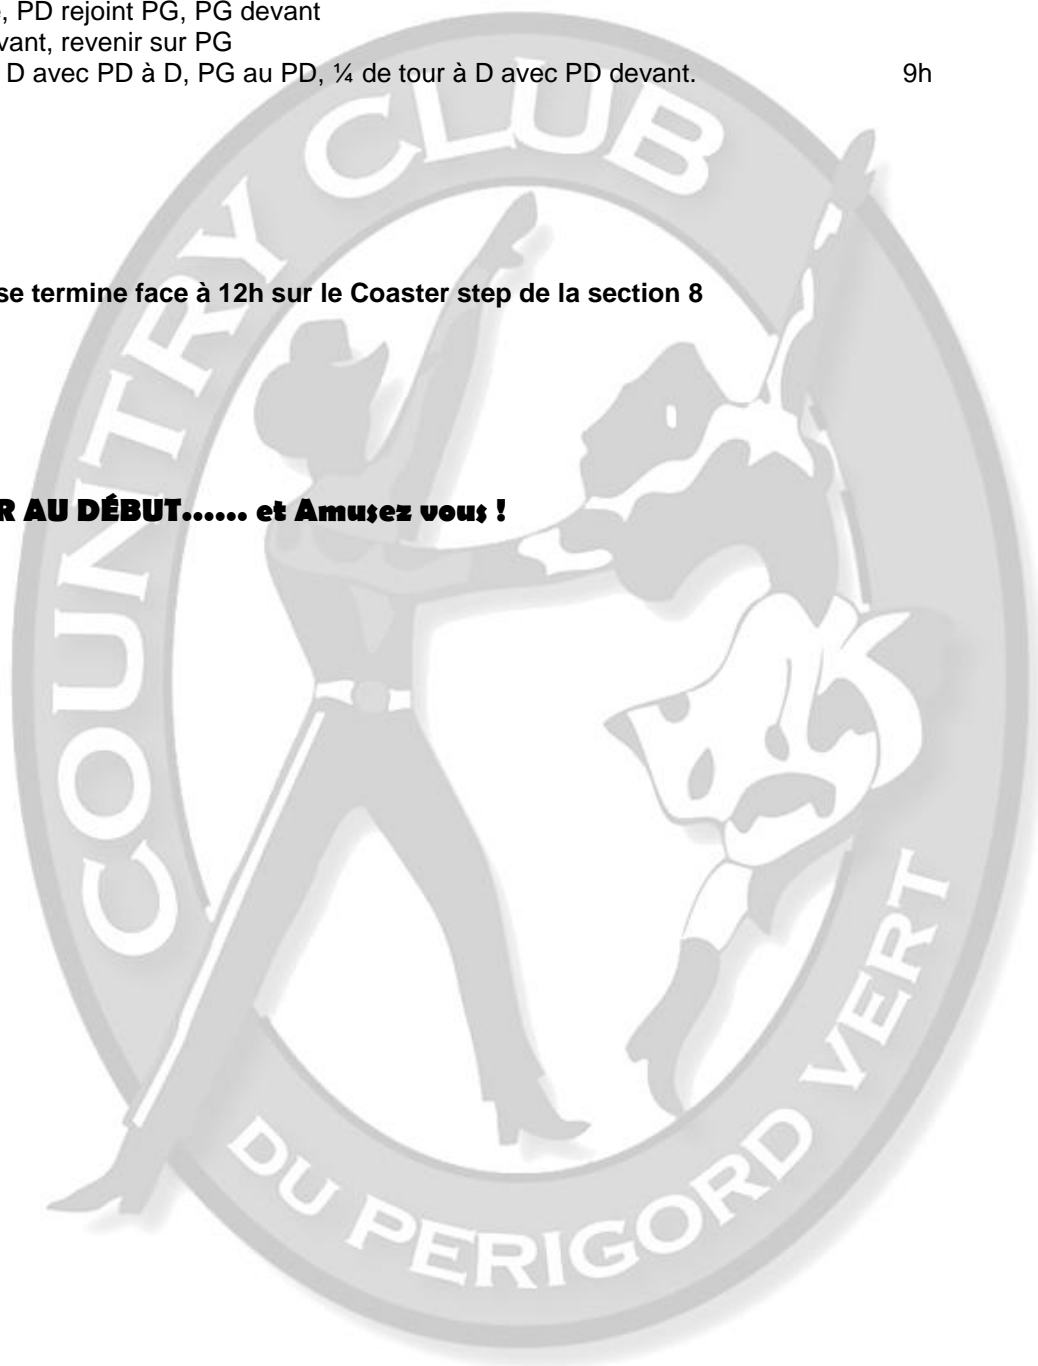 , PD rejoint PG, PG devant
vant, revenir sur PG
D avec PD à D, PG au PD, ¼ de tour à D avec PD devant. 9h
COUNTRY CLUB
se termine face à 12h sur le Coaster step de la section 8
R AU DÉBUT...... et Amusez vous !
DU PERIGORD VERT